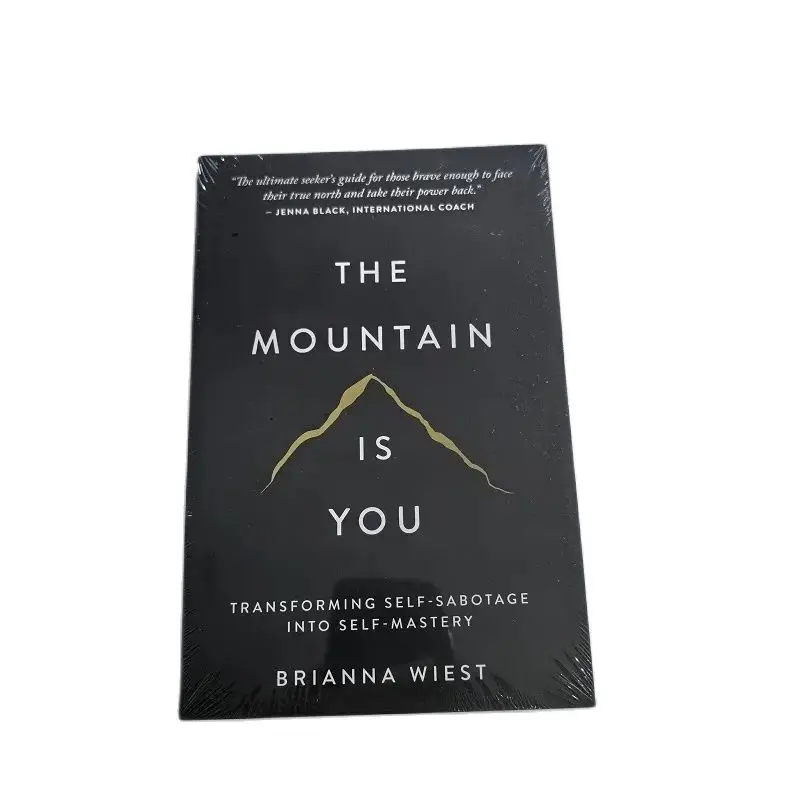 “The ultimate seeker's guide for those brave enough to face
their true north and take their power back.”
– JENNA BLACK, INTERNATIONAL COACH
THE
MOUNTAIN
IS
YOU
TRANSFORMING SELF-SABOTAGE
INTO SELF-MASTERY
BRIANNA WIEST